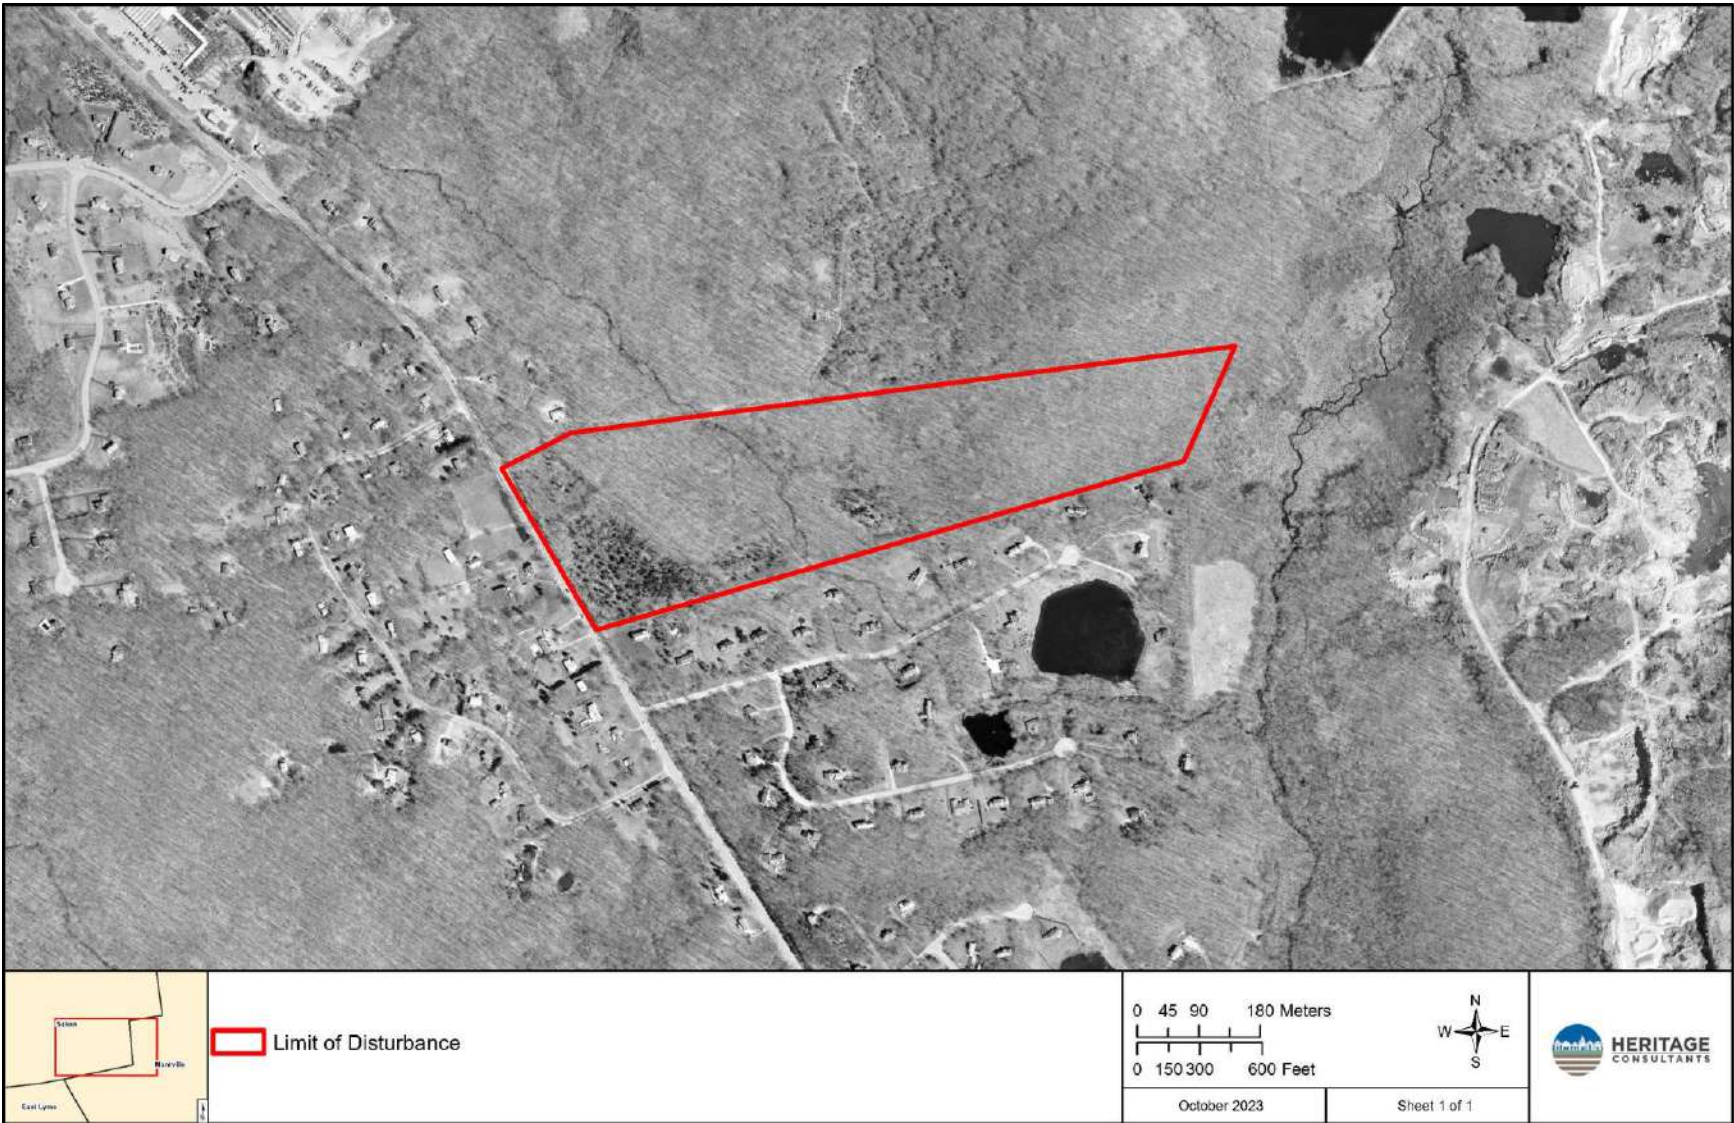 Salem
Montville
East Lyme
Limit of Disturbance
0 45 90 180 Meters
0 150 300 600 Feet
N
W E
S
October 2023
Sheet 1 of 1
HERITAGE
CONSULTANTS